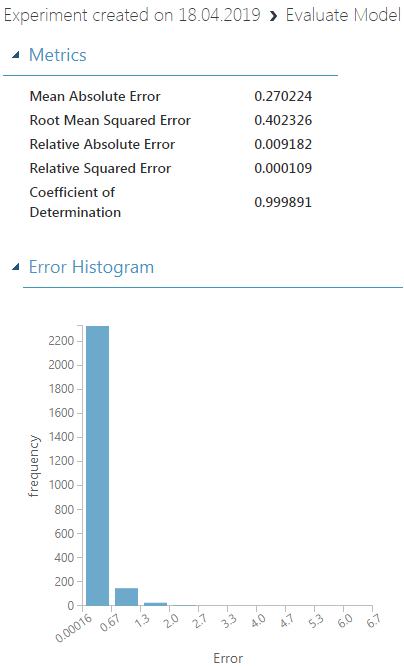 Experiment created on 18.04.2019 › Evaluate Model
Metrics
Mean Absolute Error 0.270224
Root Mean Squared Error 0.402326
Relative Absolute Error 0.009182
Relative Squared Error 0.000109
Coefficient of
Determination 0.999891
Error Histogram
frequency
2200
2000
1800
1600
1400
1200
1000
800
600
400
200
0
0.00016 0.67 1.3 2.0 2.7 3.3 4.0 4.7 5.3 6.0 6.7
Error